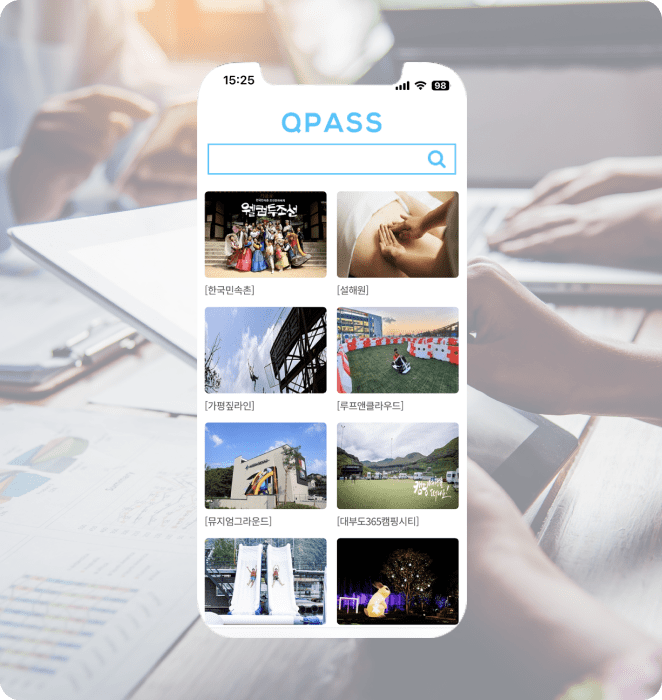 15:25
98
QPASS
웰컴투조선
[한국민속촌]
[설해원]
[가평짚라인]
[루프앤클라우드]
[뮤지엄그라운드]
[대부도365캠핑시티]